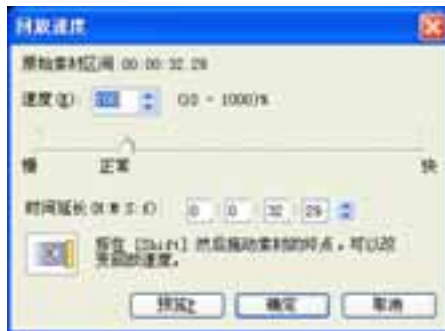 回放速度
原始素材区间 00:00:32.29
速度(E): 100 (10 - 1000)%
慢 正常 快
时间延长(H:M:S:f): 0 0 32 29
按住 [Shift] 然后拖动素材的终点，可以改
变回放速度。
预览 确定 取消